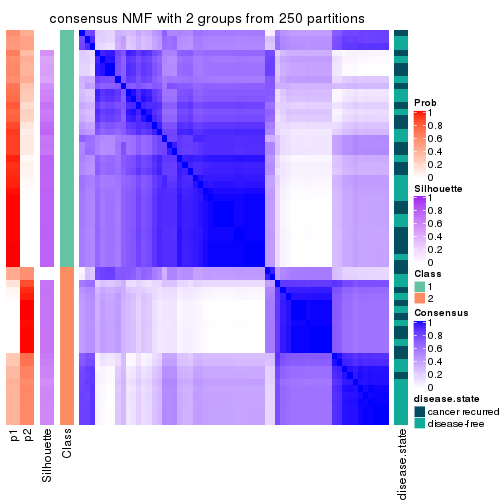 consensus NMF with 2 groups from 250 partitions
Prob
0.8
0.6
0.4
0.2
0
Silhouette
1
0.8
0.6
0.4
0.2
0
Class
1
2
Consensus
1
0.8
0.6
0.4
0.2
0
disease.state
cancer recurred
disease-free
p1
p2
Silhouette
Class
disease.state